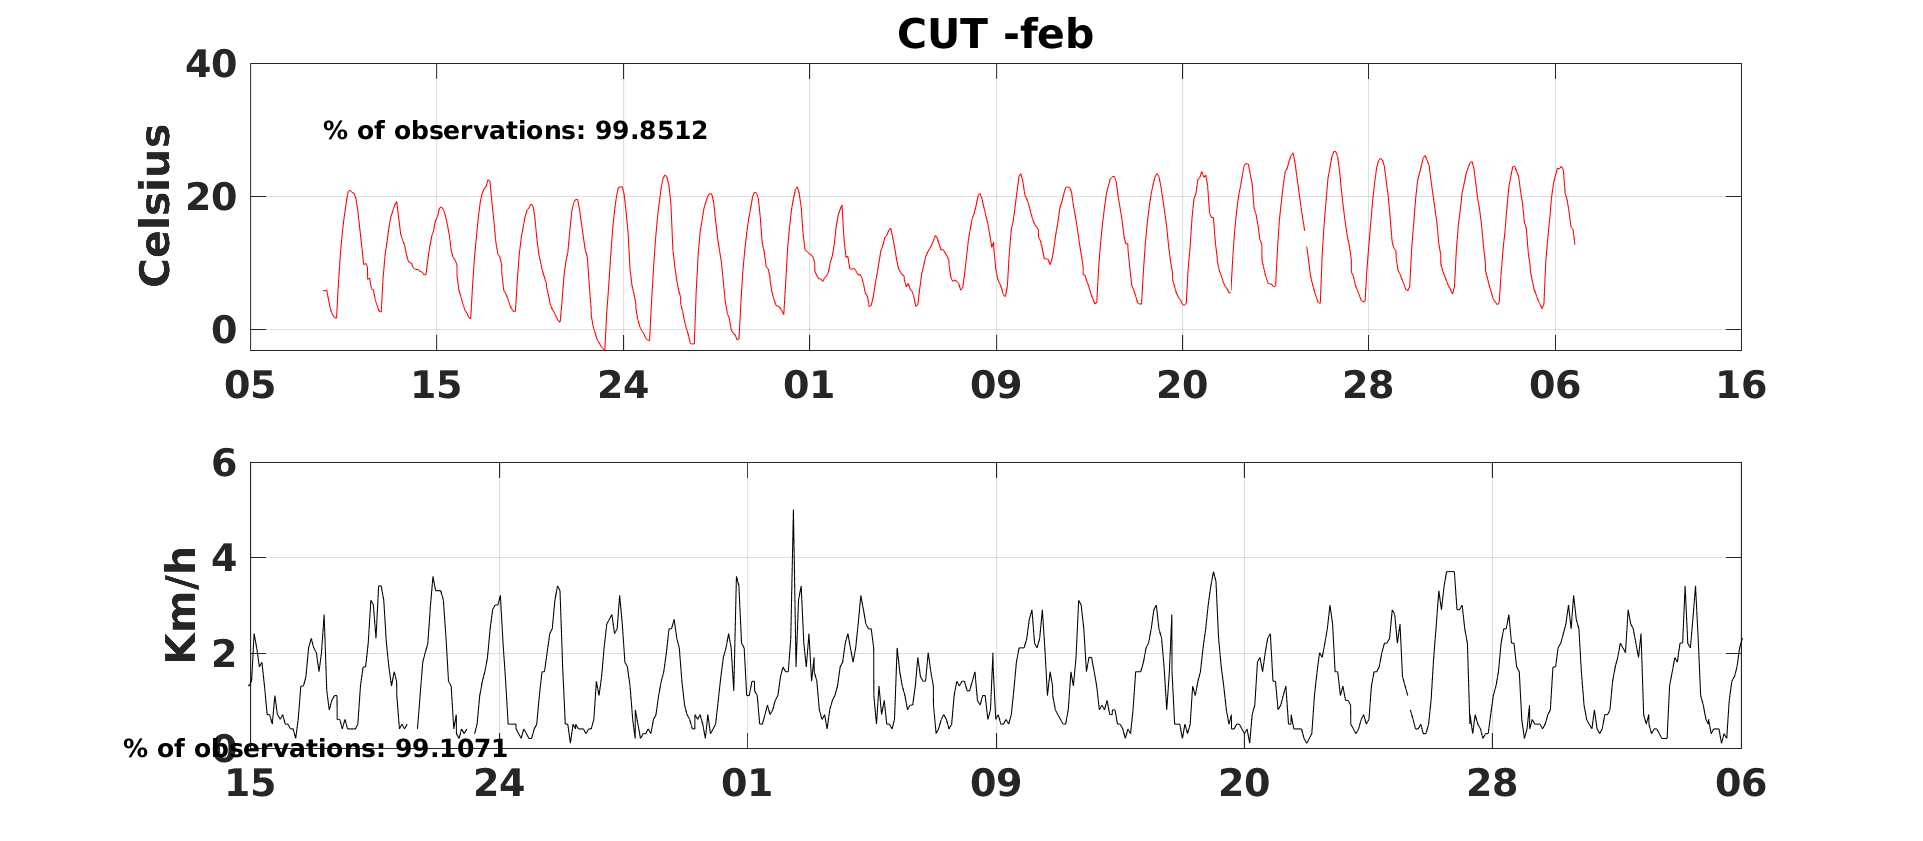 CUT -feb
Celsius
40
20
0
% of observations: 99.8512
05 15 24 01 09 20 28 06 16
Km/h
6
4
2
0
% of observations: 99.1071
15 24 01 09 20 28 06